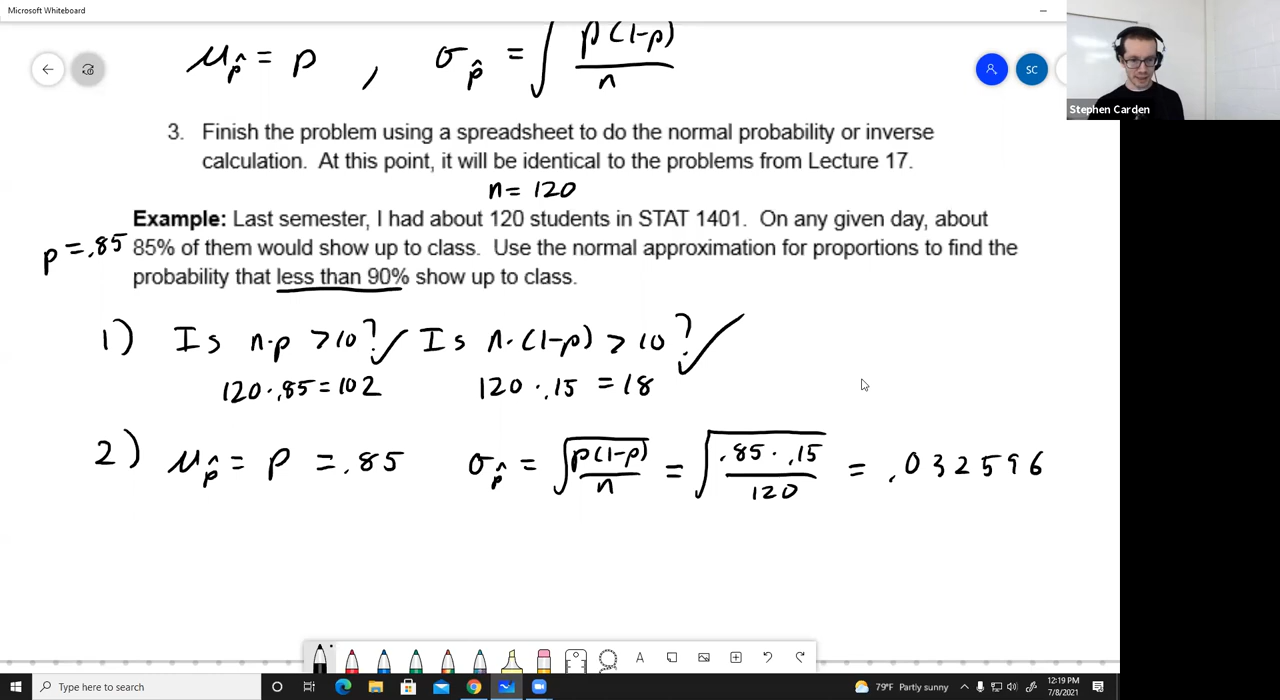 Microsoft Whiteboard
μp̂ = p , σp̂ = √(p(1-p)/n)
SC
Stephen Carden
3. Finish the problem using a spreadsheet to do the normal probability or inverse
calculation. At this point, it will be identical to the problems from Lecture 17.
n = 120
Example: Last semester, I had about 120 students in STAT 1401. On any given day, about
p = .85
85% of them would show up to class. Use the normal approximation for proportions to find the
probability that less than 90% show up to class.
1) Is n·p > 10? ✓ Is n·(1-p) > 10? ✓
120·.85 = 102 120·.15 = 18
2) μp̂ = p = .85 σp̂ = √(p(1-p)/n) = √(.85·.15/120) = .032596
A
Type here to search
79°F Partly sunny
12:19 PM
7/8/2021